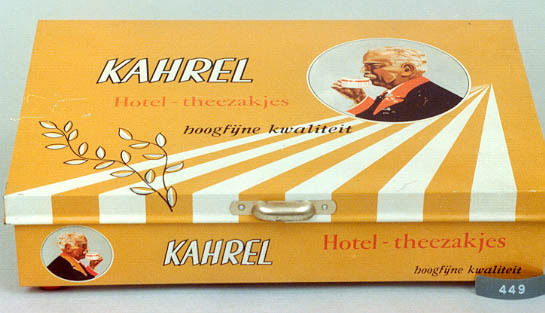 KAHREL
Hotel - theezakjes
hoogfijne kwaliteit
KAHREL
Hotel - theezakjes
hoogfijne kwaliteit
449